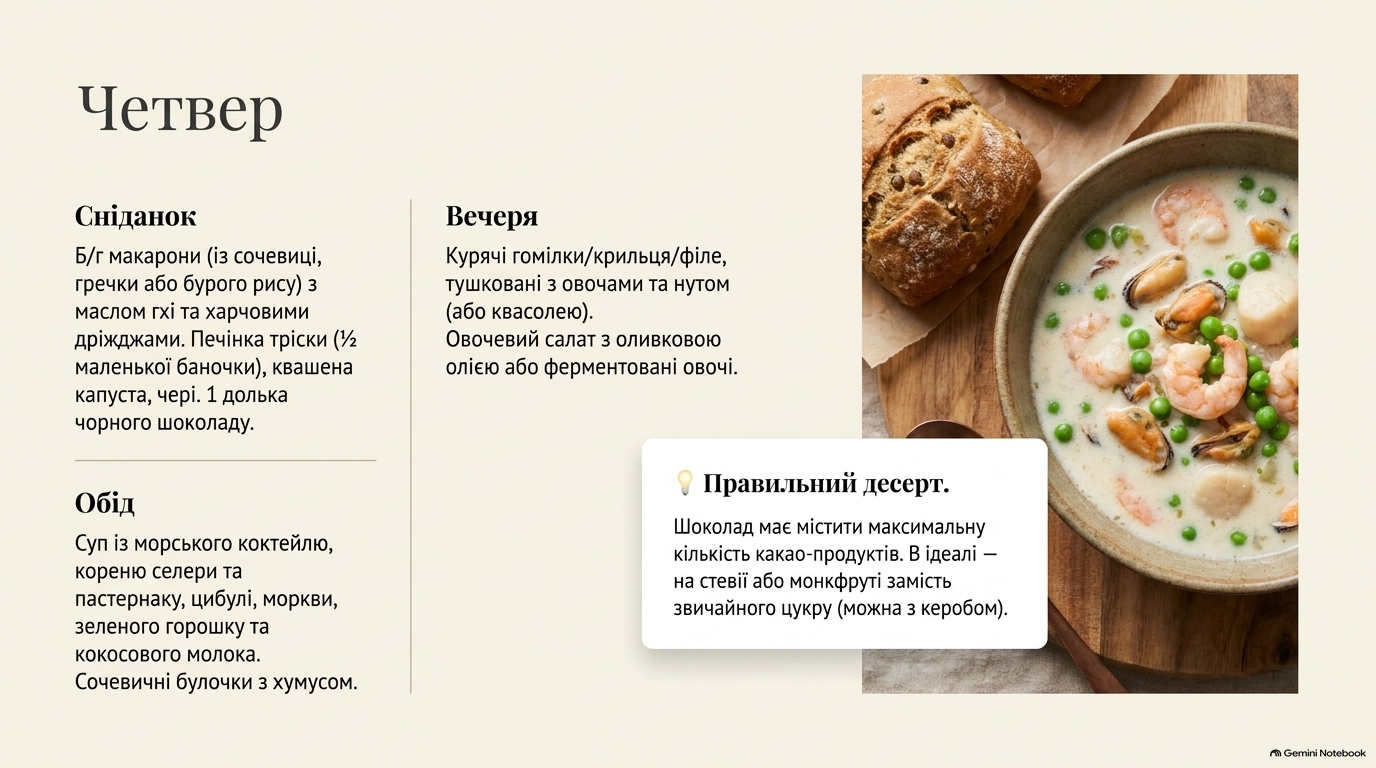 Четвер
Сніданок
Б/г макарони (із сочевиці,
гречки або бурого рису) з
маслом гхі та харчовими
дріжджами. Печінка тріски (½
маленької баночки), квашена
капуста, чері. 1 долька
чорного шоколаду.
Обід
Суп із морського коктейлю,
кореню селери та
пастернаку, цибулі, моркви,
зеленого горошку та
кокосового молока.
Сочевичні булочки з хумусом.
Вечеря
Курячі гомілки/крильця/філе,
тушковані з овочами та нутом
(або квасолею).
Овочевий салат з оливковою
олією або ферментовані овочі.
💡 Правильний десерт.
Шоколад має містити максимальну
кількість какао-продуктів. В ідеалі —
на стевії або монкфруті замість
звичайного цукру (можна з керобом).
Gemini Notebook